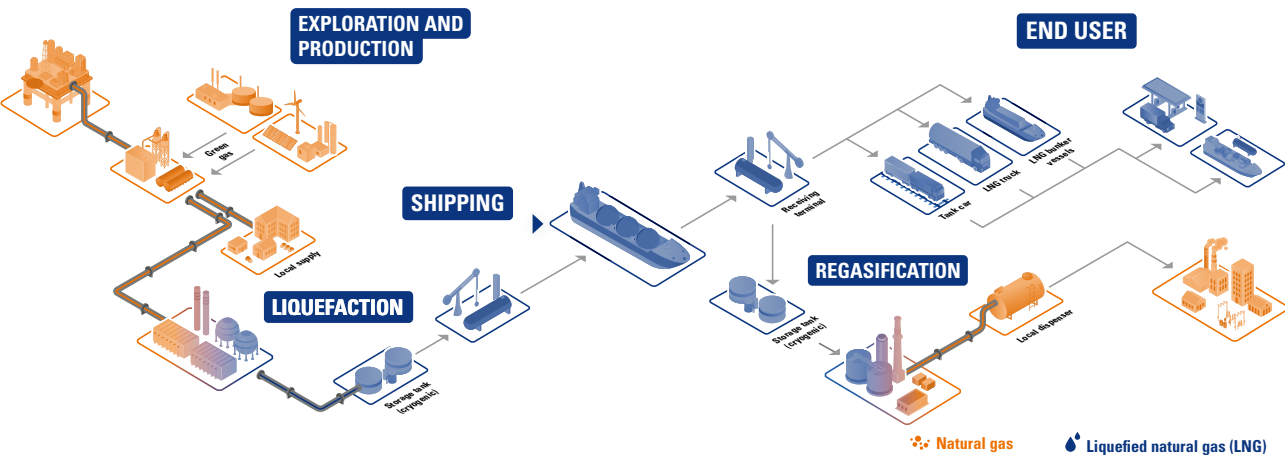 EXPLORATION AND
PRODUCTION
END USER
Green
gas
LNG bunker
vessels
LNG truck
Tank car
Receiving
terminal
SHIPPING
Local supply
LIQUEFACTION
REGASIFICATION
Storage tank
(cryogenic)
Local dispenser
Storage tank
(cryogenic)
Natural gas
Liquefied natural gas (LNG)